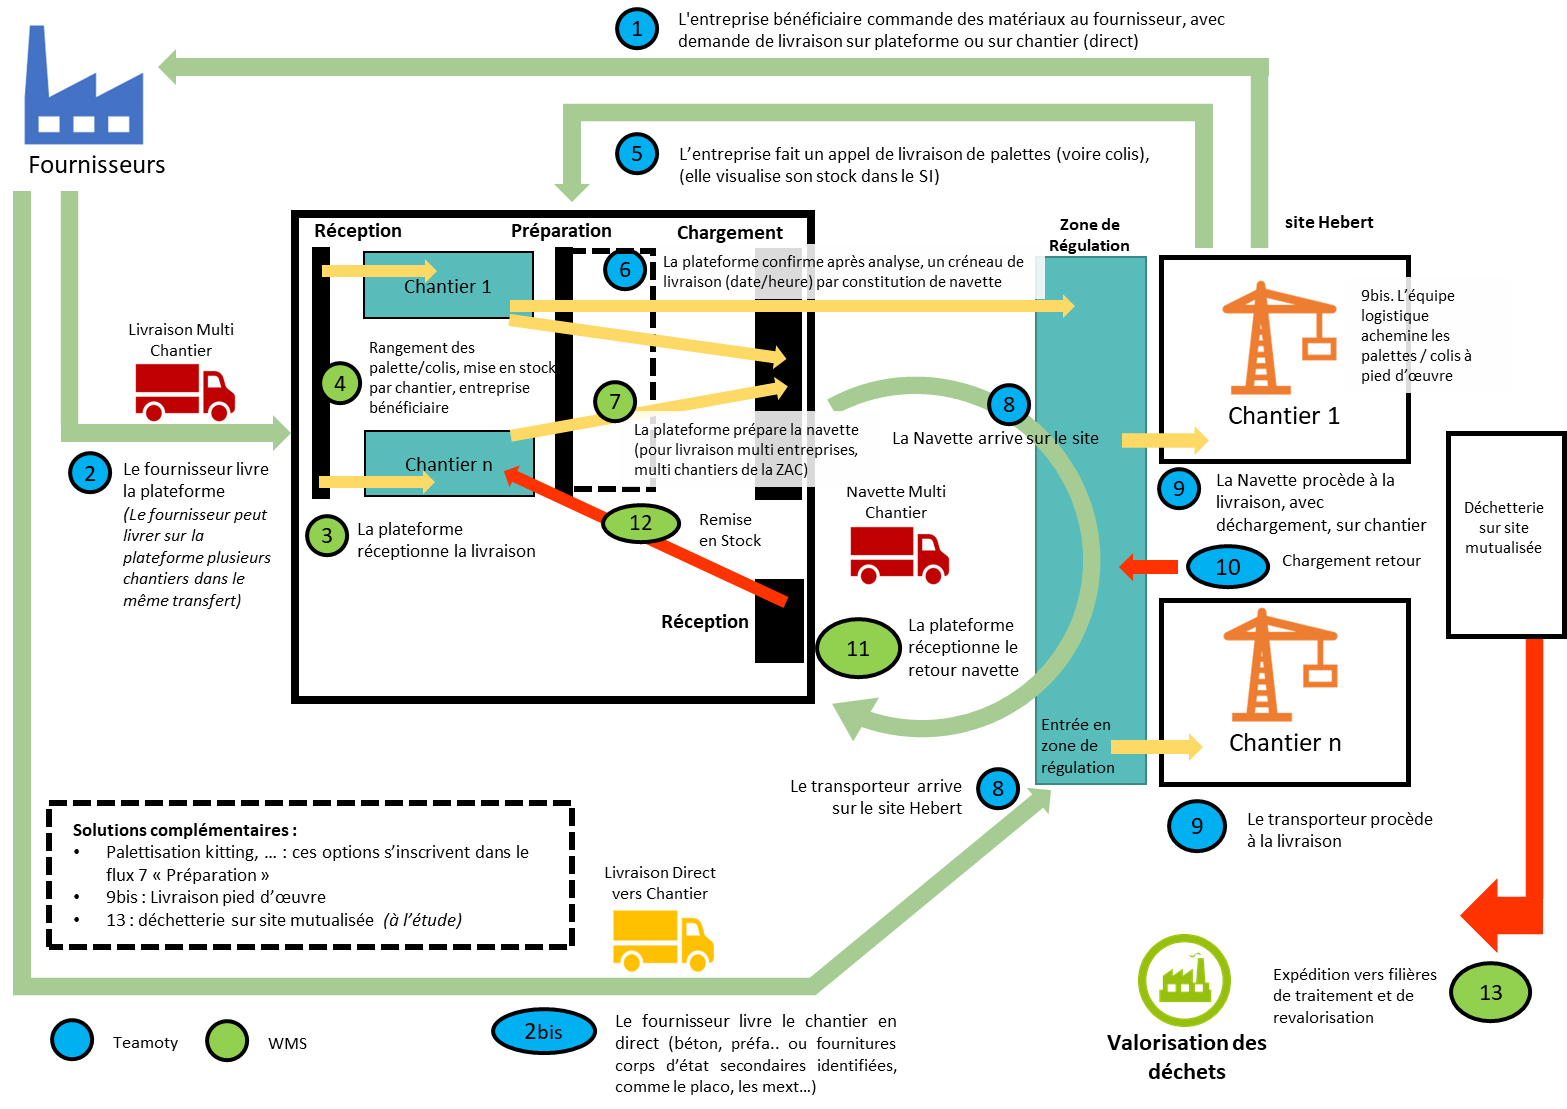 1
L'entreprise bénéficiaire commande des matériaux au fournisseur, avec
demande de livraison sur plateforme ou sur chantier (direct)
Fournisseurs
5
L’entreprise fait un appel de livraison de palettes (voire colis),
(elle visualise son stock dans le SI)
Réception
Préparation
Chargement
Zone de
Régulation
site Hebert
Chantier 1
6
La plateforme confirme après analyse, un créneau de
livraison (date/heure) par constitution de navette
9bis. L’équipe
logistique
achemine les
palettes / colis à
pied d’œuvre
Chantier 1
Livraison Multi
Chantier
4
Rangement des
palette/colis, mise en stock
par chantier, entreprise
bénéficiaire
7
La plateforme prépare la navette
(pour livraison multi entreprises,
multi chantiers de la ZAC)
8
La Navette arrive sur le site
Chantier n
2
Le fournisseur livre
la plateforme
(Le fournisseur peut
livrer sur la
plateforme plusieurs
chantiers dans le
même transfert)
3
La plateforme
réceptionne la livraison
12
Remise
en Stock
Navette Multi
Chantier
9
La Navette procède à la
livraison, avec
déchargement, sur chantier
10
Chargement retour
Déchetterie
sur site
mutualisée
Réception
11
La plateforme
réceptionne le
retour navette
Entrée en
zone de
régulation
Chantier n
Le transporteur arrive
sur le site Hebert
8
9
Le transporteur procède
à la livraison
Solutions complémentaires :
• Palettisation kitting, … : ces options s’inscrivent dans le
flux 7 « Préparation »
• 9bis : Livraison pied d’œuvre
• 13 : déchetterie sur site mutualisée (à l’étude)
Livraison Direct
vers Chantier
Expédition vers filières
de traitement et de
revalorisation
13
Valorisation des
déchets
Teamoty
WMS
2bis
Le fournisseur livre le chantier en
direct (béton, préfa.. ou fournitures
corps d’état secondaires identifiées,
comme le placo, les mext…)